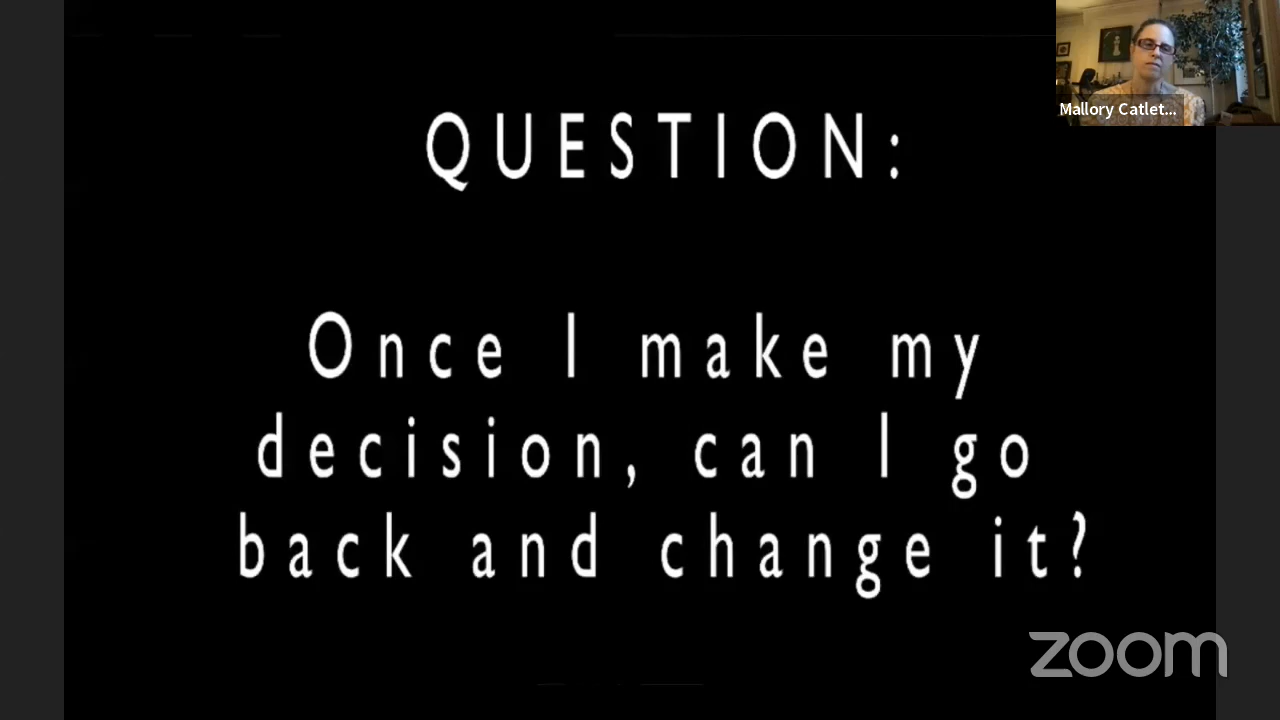 Mallory Catlet...
QUESTION:
Once I make my
decision, can I go
back and change it?
zoom